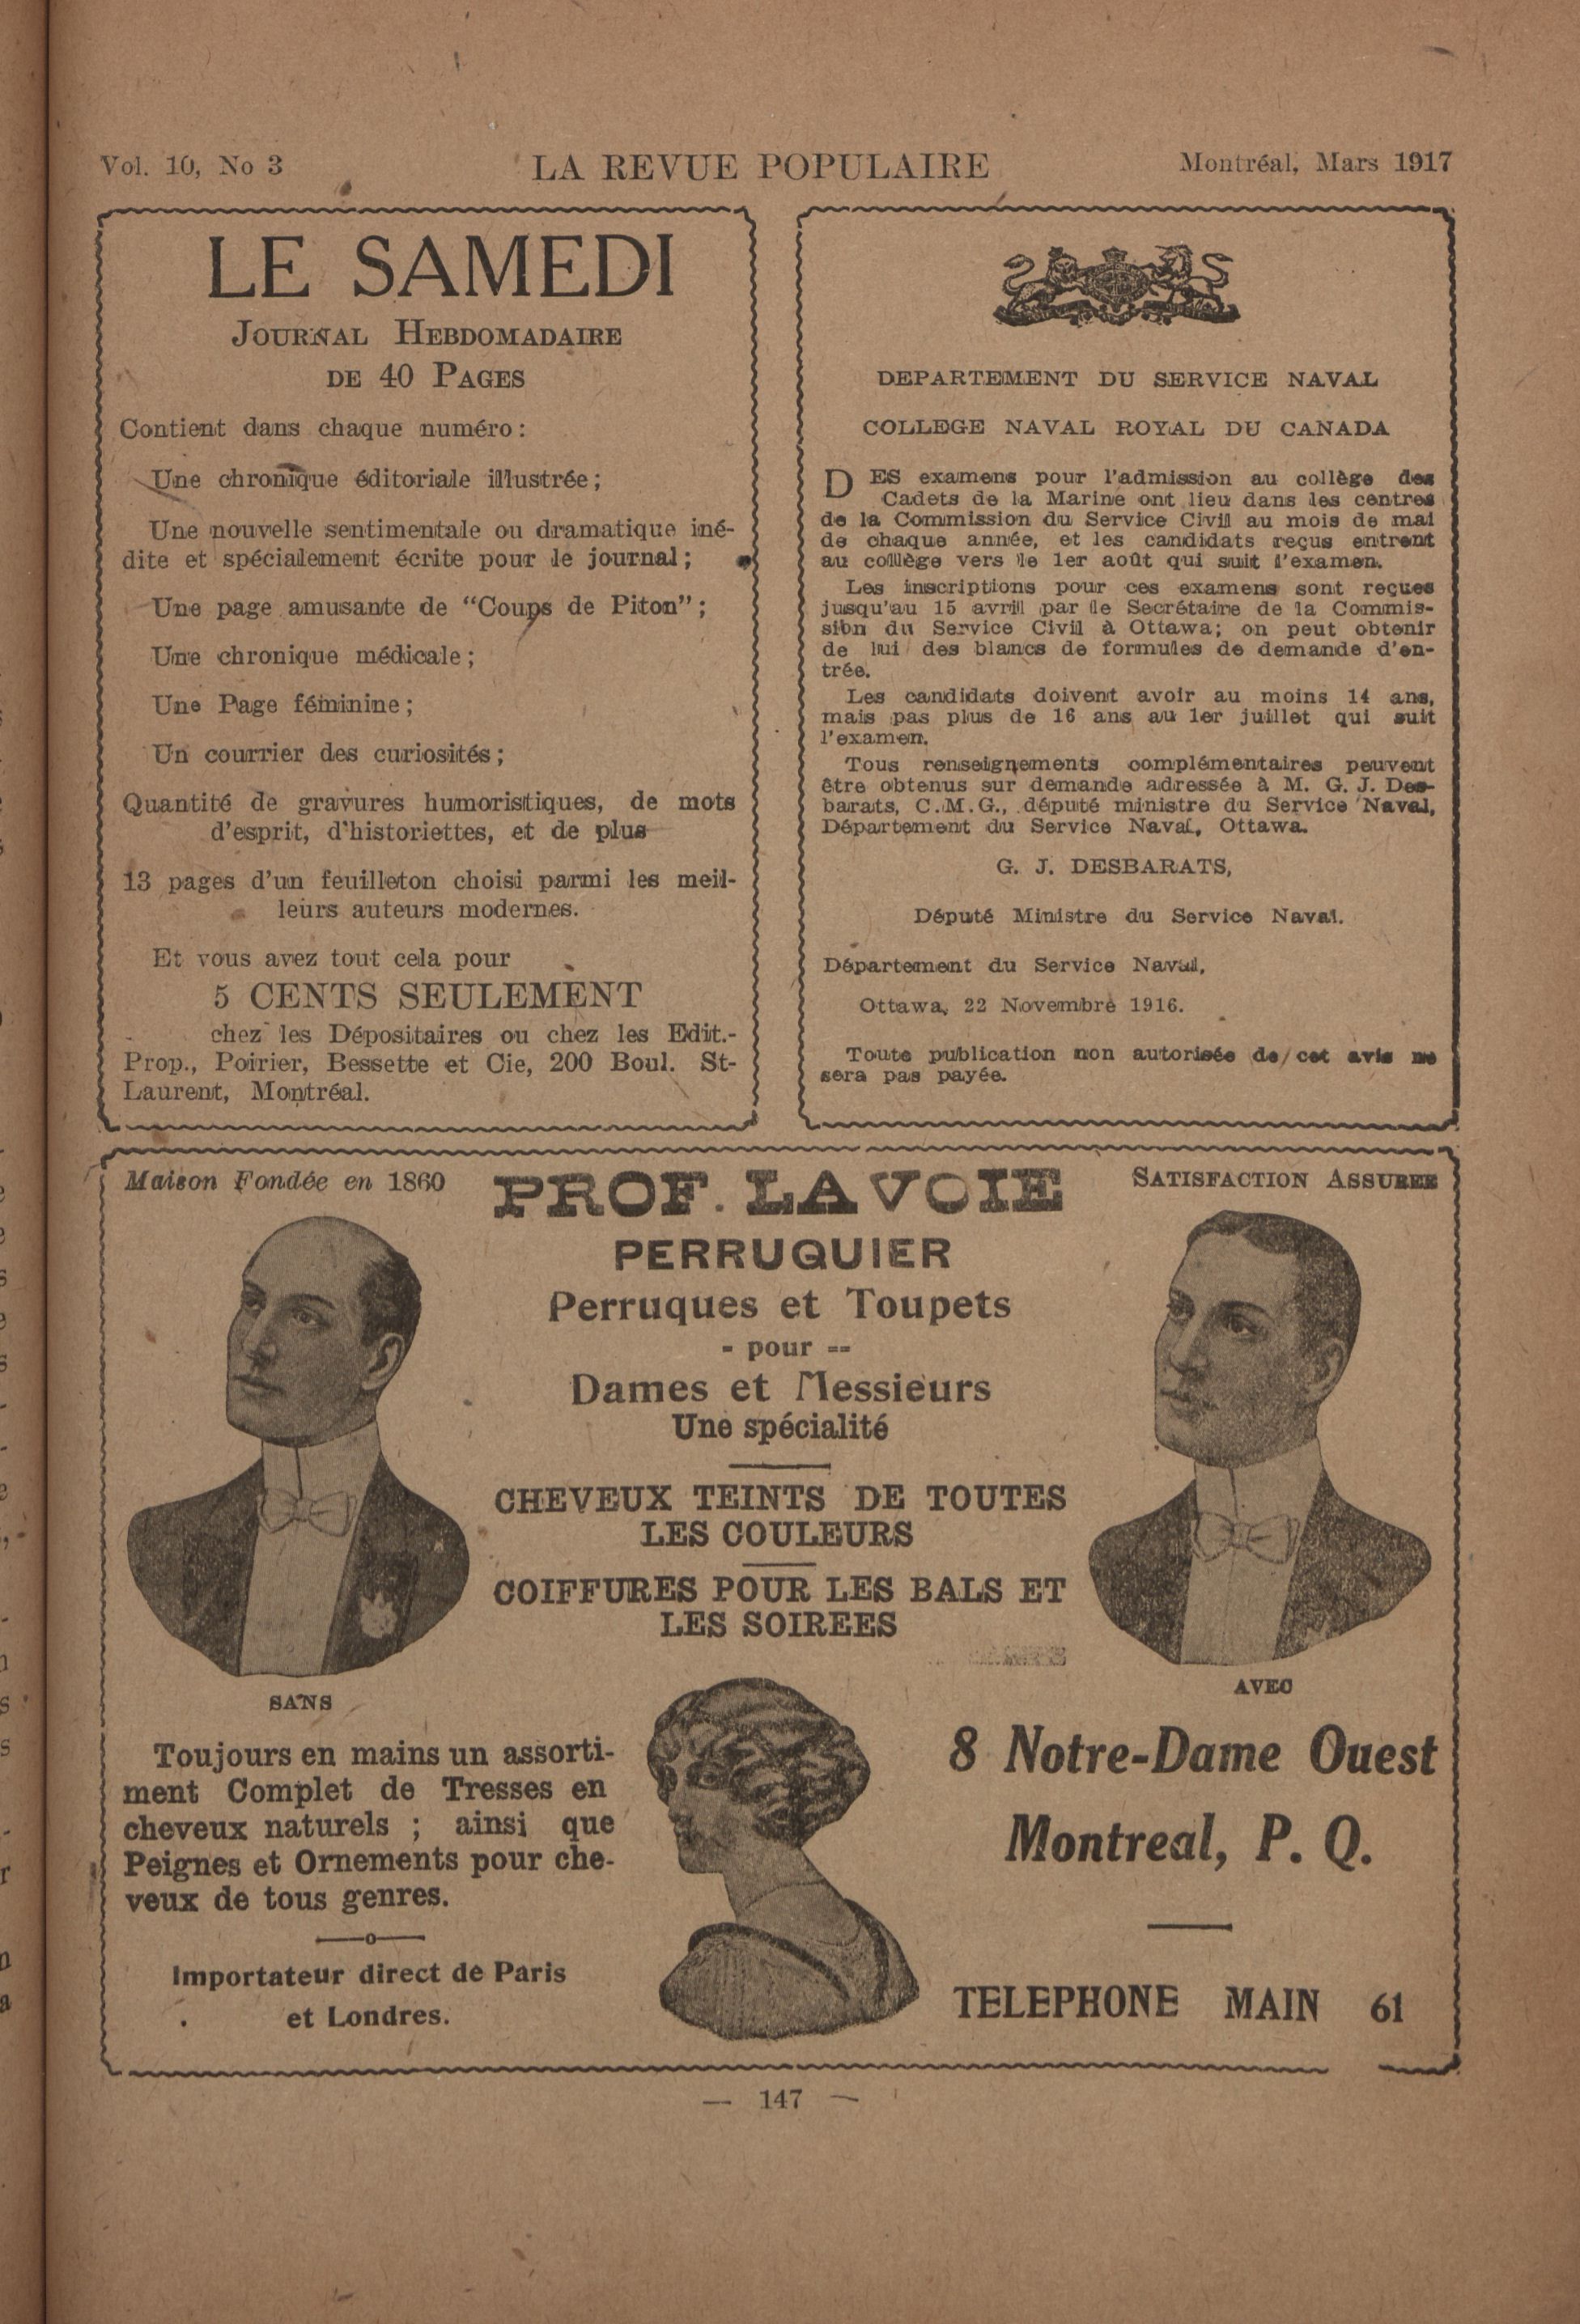 Vol. 10, No 3
LA REVUE POPULAIRE
Montréal, Mars 1917
LE SAMEDI
JOURNAL HEBDOMADAIRE
DE 40 PAGES
Contient dans chaque numéro :
Une chronique éditoriale illustrée ;
Une nouvelle sentimentale ou dramatique iné-
dite et spécialement écrite pour le journal ;
Une page amusante de “Coups de Piton” ;
Une chronique médicale ;
Une Page féminine ;
Un courrier des curiosités ;
Quantité de gravures humoristiques, de mots
d'esprit, d'historiettes, et de plus
13 pages d'un feuilleton choisi parmi les meil-
leurs auteurs modernes.
Et vous avez tout cela pour
5 CENTS SEULEMENT
chez les Dépositaires ou chez les Edit.-
Prop., Poirier, Bessette et Cie, 200 Boul. St-
Laurent, Montréal.
DEPARTEMENT DU SERVICE NAVAL
COLLEGE NAVAL ROYAL DU CANADA
DES examens pour l'admission au collège des
Cadets de la Marine ont lieu dans les centres
de la Commission du Service Civil au mois de mai
de chaque année, et les candidats reçus entrent
au collège vers le 1er août qui suit l'examen.
Les inscriptions pour ces examens sont reçues
jusqu'au 15 avril par le Secrétaire de la Commis-
sion du Service Civil à Ottawa; on peut obtenir
de lui des blancs de formules de demande d'en-
trée.
Les candidats doivent avoir au moins 14 ans,
mais pas plus de 16 ans au 1er juillet qui suit
l'examen.
Tous renseignements complémentaires peuvent
être obtenus sur demande adressée à M. G. J. Des-
barats, C.M.G., député ministre du Service Naval,
Département du Service Naval, Ottawa.
G. J. DESBARATS,
Député Ministre du Service Naval.
Département du Service Naval,
Ottawa, 22 Novembre 1916.
Toute publication non autorisée de cet avis ne
sera pas payée.
Maison Fondée en 1860
PROF. LAVOIE
SATISFACTION ASSUREE
PERRUQUIER
Perruques et Toupets
- pour --
Dames et Messieurs
Une spécialité
CHEVEUX TEINTS DE TOUTES
LES COULEURS
COIFFURES POUR LES BALS ET
LES SOIREES
SANS
AVEC
Toujours en mains un assorti-
ment Complet de Tresses en
cheveux naturels ; ainsi que
Peignes et Ornements pour che-
veux de tous genres.
Importateur direct de Paris
et Londres.
8 Notre-Dame Ouest
Montreal, P. Q.
TELEPHONE MAIN 61
— 147 —